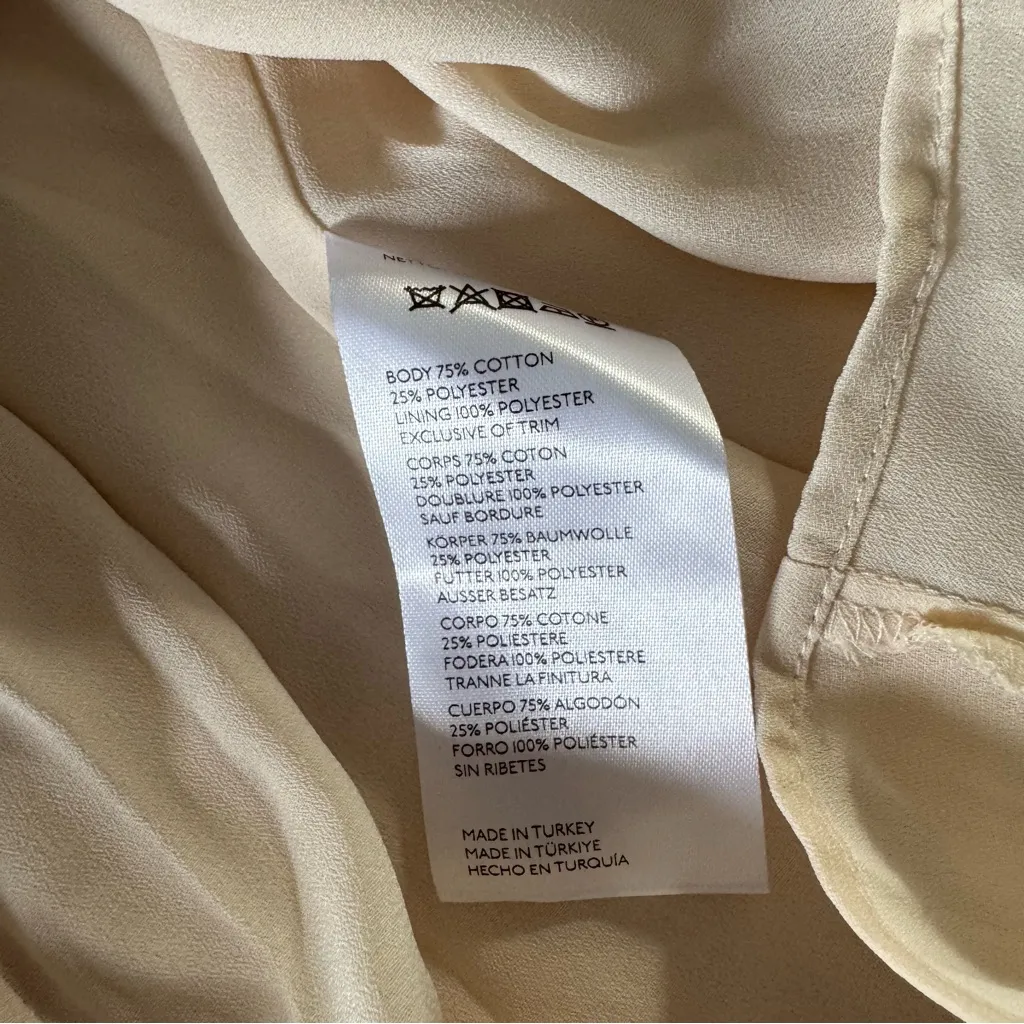 BODY 75% COTTON
25% POLYESTER
LINING 100% POLYESTER
EXCLUSIVE OF TRIM
CORPS 75% COTON
25% POLYESTER
DOUBLURE 100% POLYESTER
SAUF BORDURE
KÖRPER 75% BAUMWOLLE
25% POLYESTER
FUTTER 100% POLYESTER
AUSSER BESATZ
CORPO 75% COTONE
25% POLIESTERE
FODERA 100% POLIESTERE
TRANNE LA FINITURA
CUERPO 75% ALGODÓN
25% POLIÉSTER
FORRO 100% POLIÉSTER
SIN RIBETES
MADE IN TURKEY
MADE IN TÜRKIYE
HECHO EN TURQUÍA